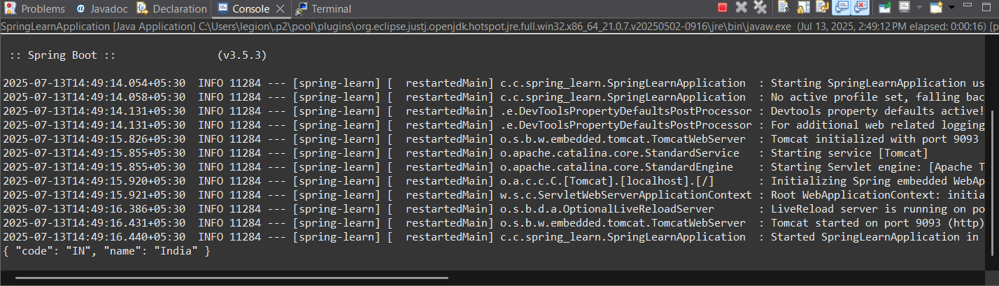 Problems Javadoc Declaration Console Terminal
SpringLearnApplication [Java Application] C:\Users\legion\.p2\pool\plugins\org.eclipse.justj.openjdk.hotspot.jre.full.win32.x86_64_21.0.7.v20250502-0916\jre\bin\javaw.exe (Jul 13, 2025, 2:49:12 PM elapsed: 0:00:16) [p
:: Spring Boot ::                (v3.5.3)
2025-07-13T14:49:14.054+05:30  INFO 11284 --- [spring-learn] [  restartedMain] c.c.spring_learn.SpringLearnApplication  : Starting SpringLearnApplication us
2025-07-13T14:49:14.058+05:30  INFO 11284 --- [spring-learn] [  restartedMain] c.c.spring_learn.SpringLearnApplication  : No active profile set, falling bac
2025-07-13T14:49:14.131+05:30  INFO 11284 --- [spring-learn] [  restartedMain] .e.DevToolsPropertyDefaultsPostProcessor : Devtools property defaults active!
2025-07-13T14:49:14.131+05:30  INFO 11284 --- [spring-learn] [  restartedMain] .e.DevToolsPropertyDefaultsPostProcessor : For additional web related logging
2025-07-13T14:49:15.826+05:30  INFO 11284 --- [spring-learn] [  restartedMain] o.s.b.w.embedded.tomcat.TomcatWebServer  : Tomcat initialized with port 9093
2025-07-13T14:49:15.855+05:30  INFO 11284 --- [spring-learn] [  restartedMain] o.apache.catalina.core.StandardService   : Starting service [Tomcat]
2025-07-13T14:49:15.855+05:30  INFO 11284 --- [spring-learn] [  restartedMain] o.apache.catalina.core.StandardEngine    : Starting Servlet engine: [Apache T
2025-07-13T14:49:15.920+05:30  INFO 11284 --- [spring-learn] [  restartedMain] o.a.c.c.C.[Tomcat].[localhost].[/]       : Initializing Spring embedded WebAp
2025-07-13T14:49:15.921+05:30  INFO 11284 --- [spring-learn] [  restartedMain] w.s.c.ServletWebServerApplicationContext : Root WebApplicationContext: initia
2025-07-13T14:49:16.386+05:30  INFO 11284 --- [spring-learn] [  restartedMain] o.s.b.d.a.OptionalLiveReloadServer       : LiveReload server is running on po
2025-07-13T14:49:16.431+05:30  INFO 11284 --- [spring-learn] [  restartedMain] o.s.b.w.embedded.tomcat.TomcatWebServer  : Tomcat started on port 9093 (http)
2025-07-13T14:49:16.440+05:30  INFO 11284 --- [spring-learn] [  restartedMain] c.c.spring_learn.SpringLearnApplication  : Started SpringLearnApplication in
{ "code": "IN", "name": "India" }